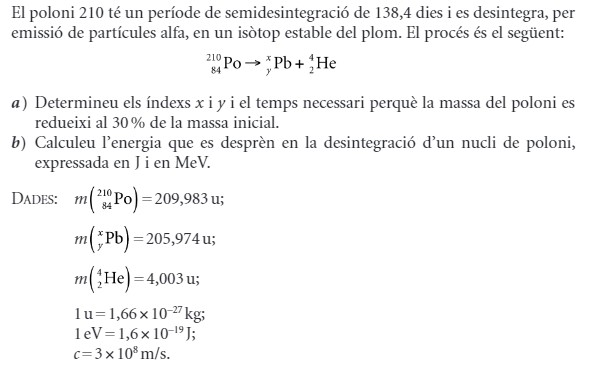 El poloni 210 té un període de semidesintegració de 138,4 dies i es desintegra, per
emissió de partícules alfa, en un isòtop estable del plom. El procés és el següent:
²¹⁰₈₄Po → ˣᵧPb + ⁴₂He
a) Determineu els índexs x i y i el temps necessari perquè la massa del poloni es
redueixi al 30 % de la massa inicial.
b) Calculeu l’energia que es desprèn en la desintegració d’un nucli de poloni,
expressada en J i en MeV.
DADES: m(²¹⁰₈₄Po) = 209,983 u;
m(ˣᵧPb) = 205,974 u;
m(⁴₂He) = 4,003 u;
1 u = 1,66 × 10⁻²⁷ kg;
1 eV = 1,6 × 10⁻¹⁹ J;
c = 3 × 10⁸ m/s.